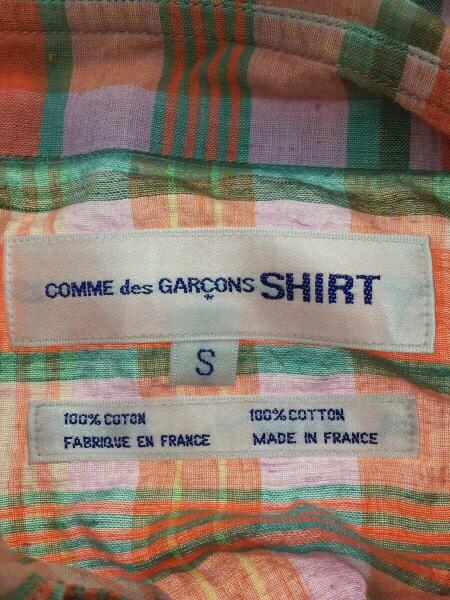 COMME des GARÇONS SHIRT
S
100% COTON 100% COTTON
FABRIQUE EN FRANCE MADE IN FRANCE